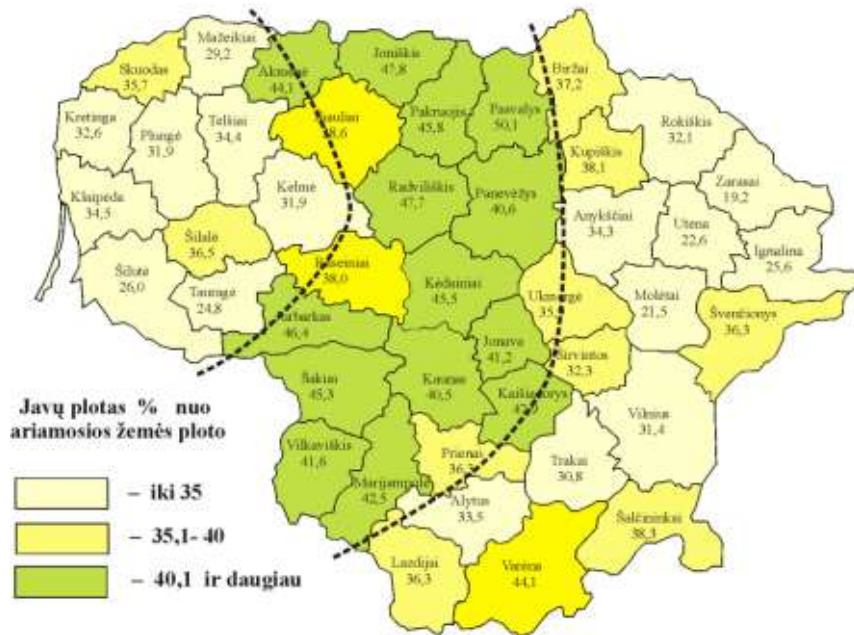 Mažeikiai
29,2
Skuodas
35,7
Akmenė
44,1
Joniškis
47,8
Biržai
37,2
Kretinga
32,6
Plungė
31,9
Telšiai
34,4
Pakruojis
45,8
Pasvalys
50,1
Rokiškis
32,1
Kupiškis
38,1
Zarasai
19,2
Klaipėda
34,5
Kelmė
31,9
Radviliškis
47,7
Panevėžys
40,6
Anykščiai
34,3
Utena
22,6
Ignalina
25,6
Šilalė
36,5
Šilutė
26,0
Tauragė
24,8
38,0
Kėdainiai
45,5
Ukmergė
Molėtai
21,5
Švenčionys
36,3
46,4
Jonava
41,2
Širvintos
32,3
Šakiai
45,3
Kaunas
40,5
Kaišiadorys
Vilnius
31,4
Javų plotas % nuo
ariamosios žemės ploto
Vilkaviškis
41,6
Prienai
Trakai
30,8
Marijampolė
42,5
Alytus
33,5
– iki 35
– 35,1- 40
– 40,1 ir daugiau
Šalčininkai
38,3
Lazdijai
36,3
Varėna
44,1